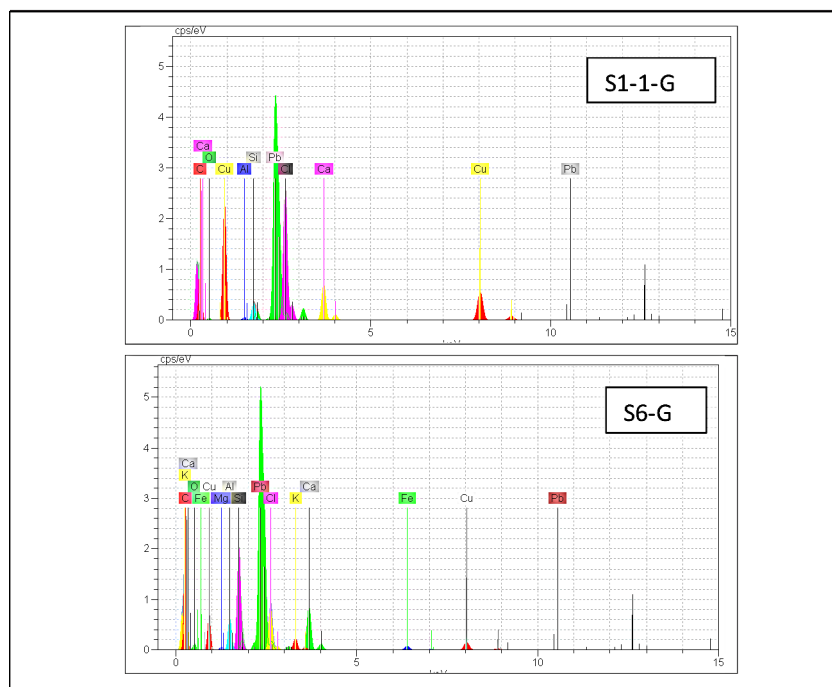 cps/eV
S1-1-G
5
4
3
2
1
0
Ca
O Si Pb
C Cu Al Cl Ca Cu Pb
0 5 10 15
cps/eV
S6-G
5
4
3
2
1
0
Ca
K
O Cu Al Ca
C Fe Mg Si Pb Cl K Fe Cu Pb
0 5 10 15